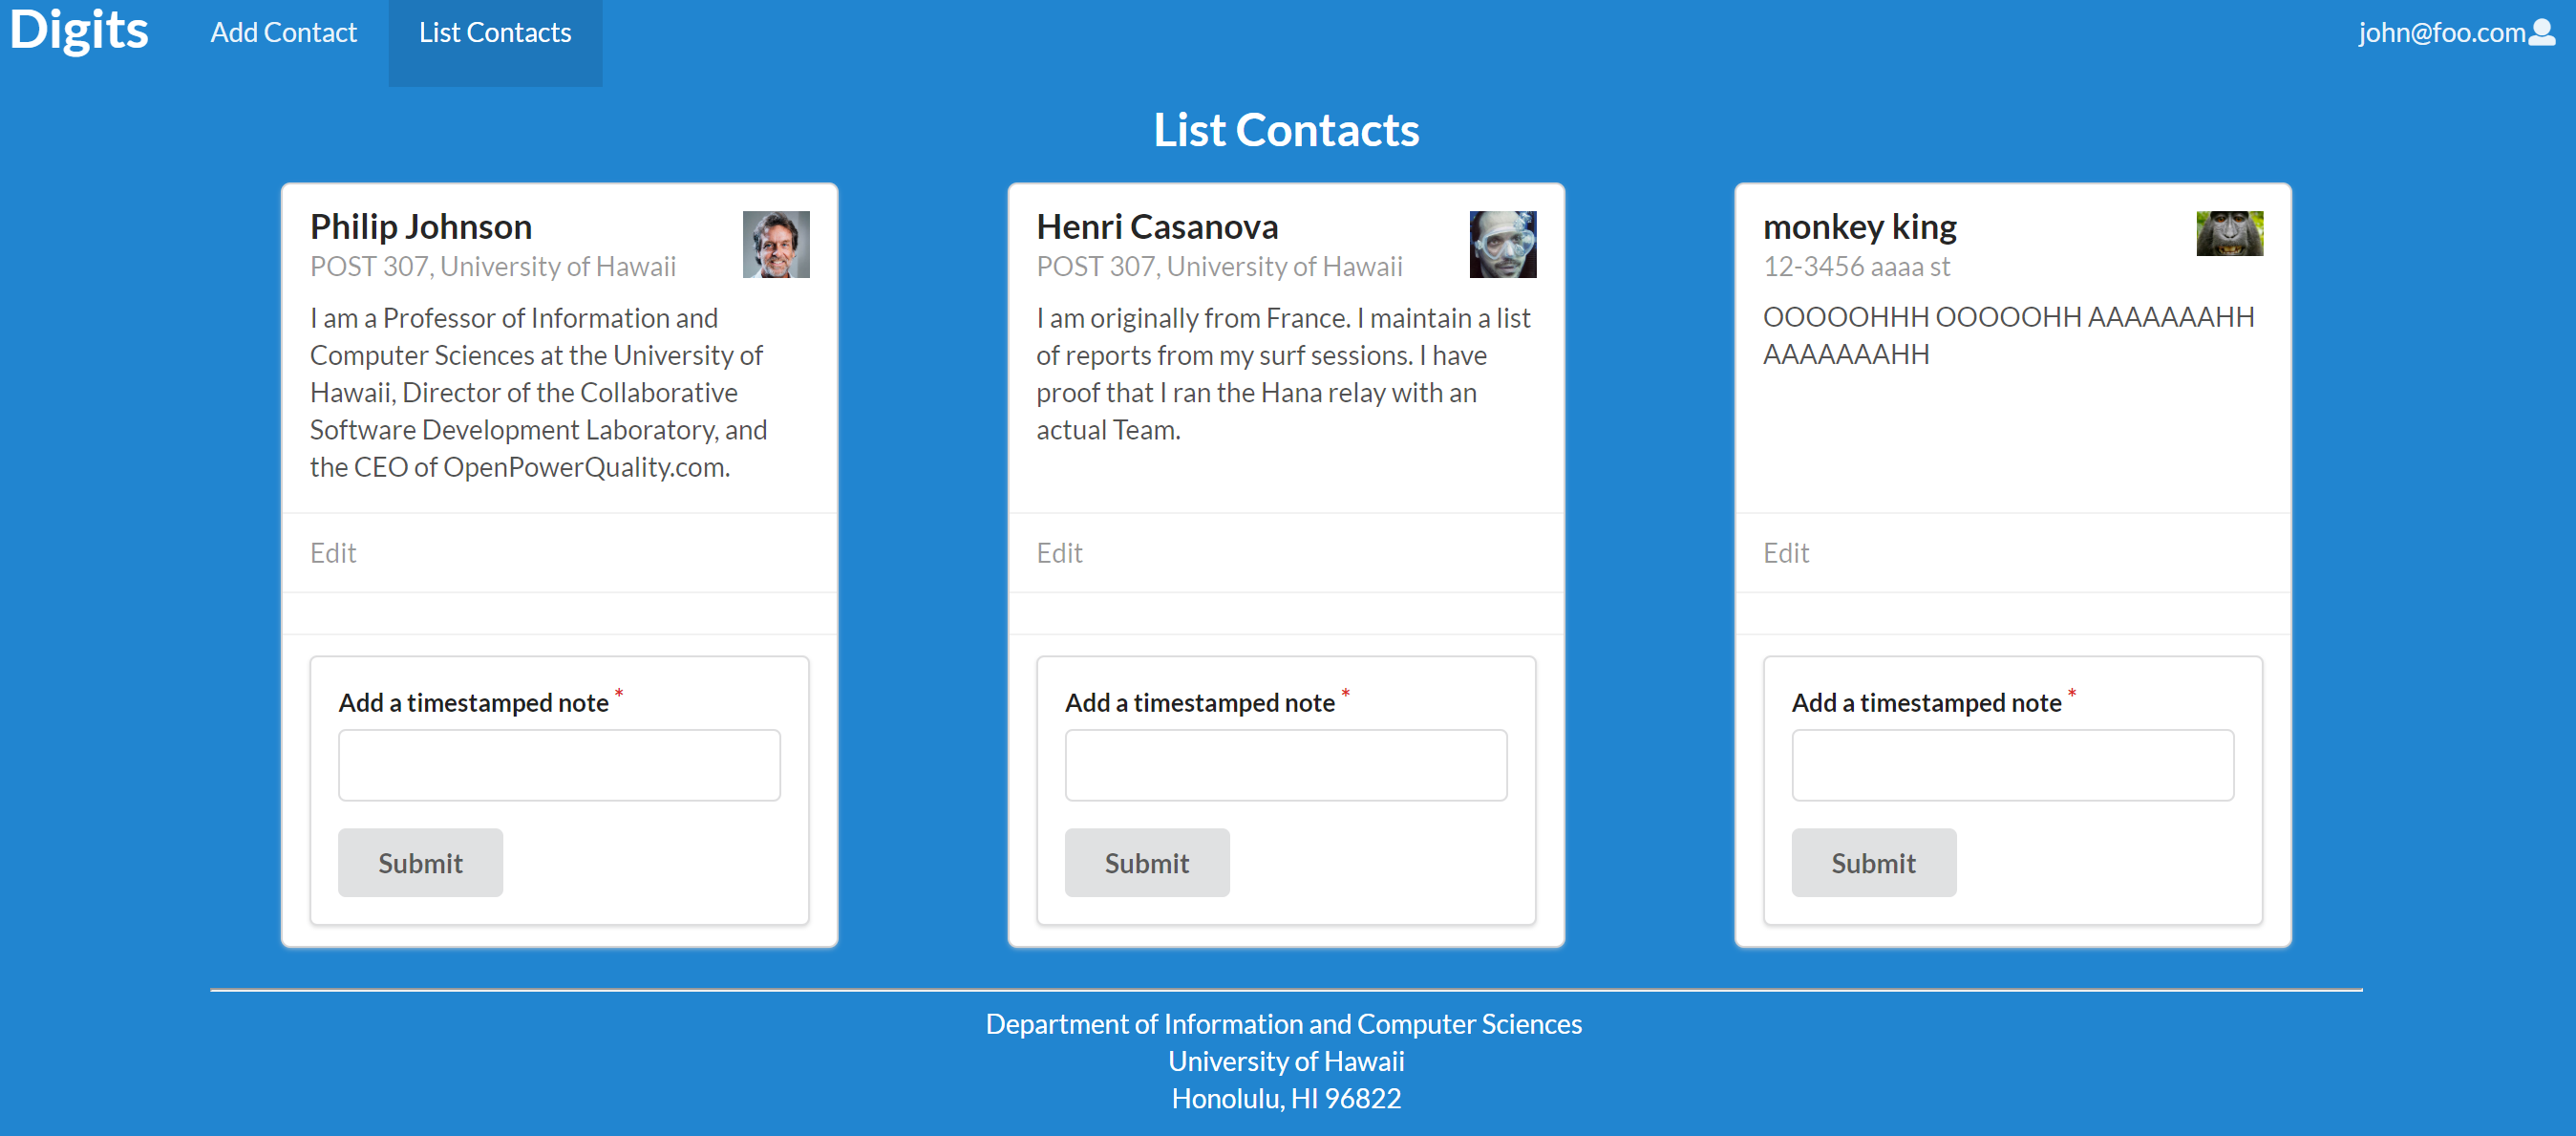 Digits
Add Contact
List Contacts
john@foo.com
List Contacts
Philip Johnson
POST 307, University of Hawaii
I am a Professor of Information and
Computer Sciences at the University of
Hawaii, Director of the Collaborative
Software Development Laboratory, and
the CEO of OpenPowerQuality.com.
Edit
Add a timestamped note *
Submit
Henri Casanova
POST 307, University of Hawaii
I am originally from France. I maintain a list
of reports from my surf sessions. I have
proof that I ran the Hana relay with an
actual Team.
Edit
Add a timestamped note *
Submit
monkey king
12-3456 aaaa st
OOOOOHHH OOOOOHH AAAAAAAHH
AAAAAAAHH
Edit
Add a timestamped note *
Submit
Department of Information and Computer Sciences
University of Hawaii
Honolulu, HI 96822